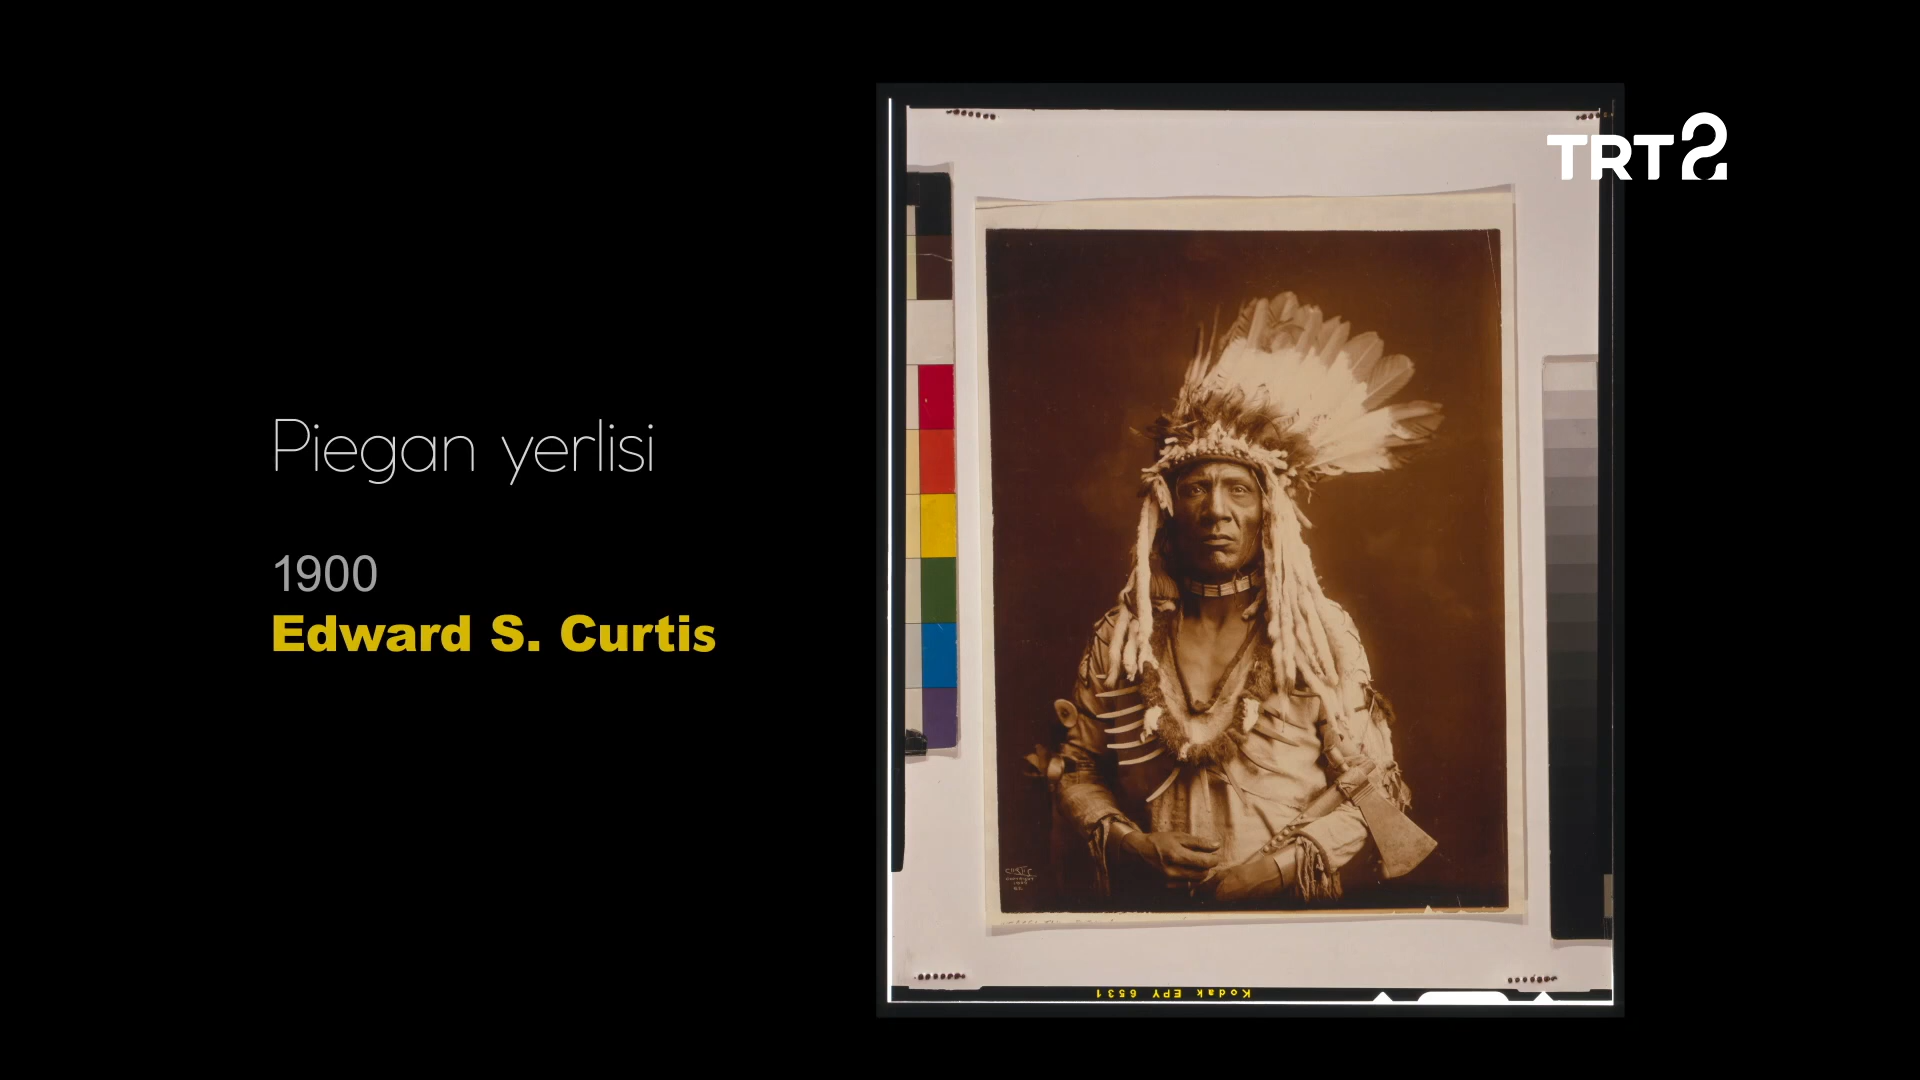 TRT2
Piegan yerlisi
1900
Edward S. Curtis
Kodak EPY 6531